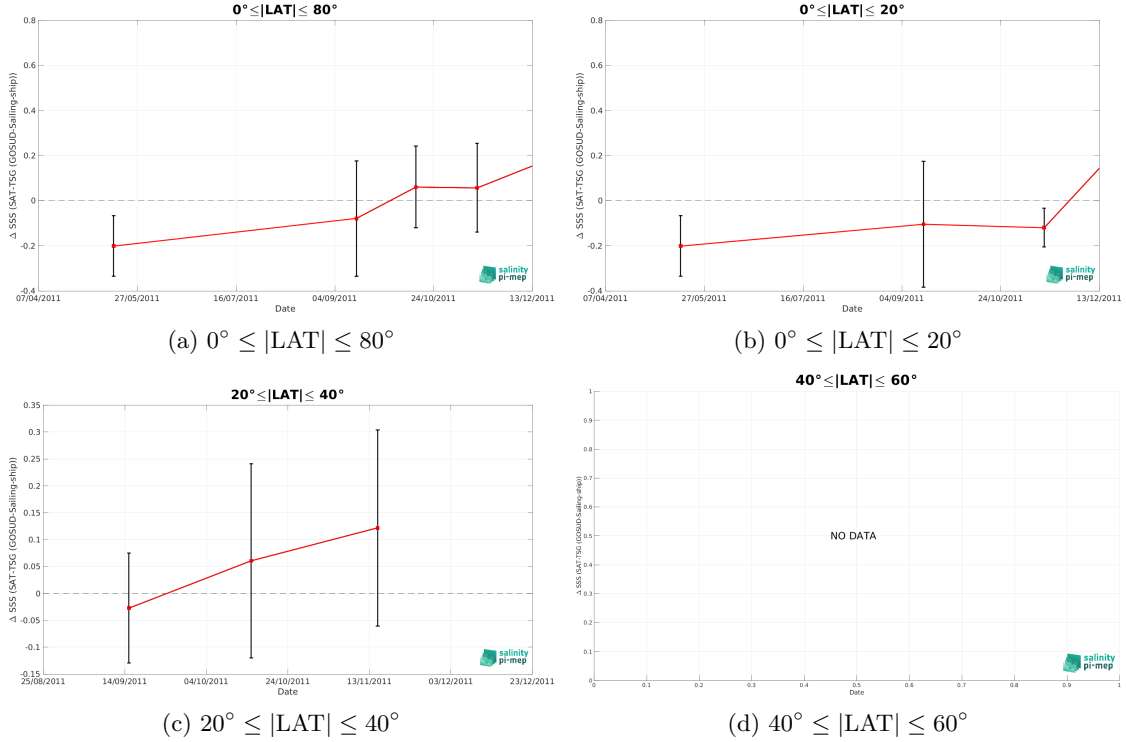 0°≤|LAT|≤ 80°
Δ SSS (SAT-TSG (GOSUD-Sailing-ship))
0.8
0.6
0.4
0.2
0
-0.2
-0.4
07/04/2011 27/05/2011 16/07/2011 04/09/2011 24/10/2011 13/12/2011
Date
salinity
pi-mep
(a) 0° ≤ |LAT| ≤ 80°
0°≤|LAT|≤ 20°
Δ SSS (SAT-TSG (GOSUD-Sailing-ship))
0.8
0.6
0.4
0.2
0
-0.2
-0.4
07/04/2011 27/05/2011 16/07/2011 04/09/2011 24/10/2011 13/12/2011
Date
salinity
pi-mep
(b) 0° ≤ |LAT| ≤ 20°
20°≤|LAT|≤ 40°
Δ SSS (SAT-TSG (GOSUD-Sailing-ship))
0.35
0.3
0.25
0.2
0.15
0.1
0.05
0
-0.05
-0.1
-0.15
25/08/2011 14/09/2011 04/10/2011 24/10/2011 13/11/2011 03/12/2011 23/12/2011
Date
salinity
pi-mep
(c) 20° ≤ |LAT| ≤ 40°
40°≤|LAT|≤ 60°
Δ SSS (SAT-TSG (GOSUD-Sailing-ship))
1
0.9
0.8
0.7
0.6
0.5
0.4
0.3
0.2
0.1
0
NO DATA
0 0.1 0.2 0.3 0.4 0.5 0.6 0.7 0.8 0.9 1
Date
salinity
pi-mep
(d) 40° ≤ |LAT| ≤ 60°